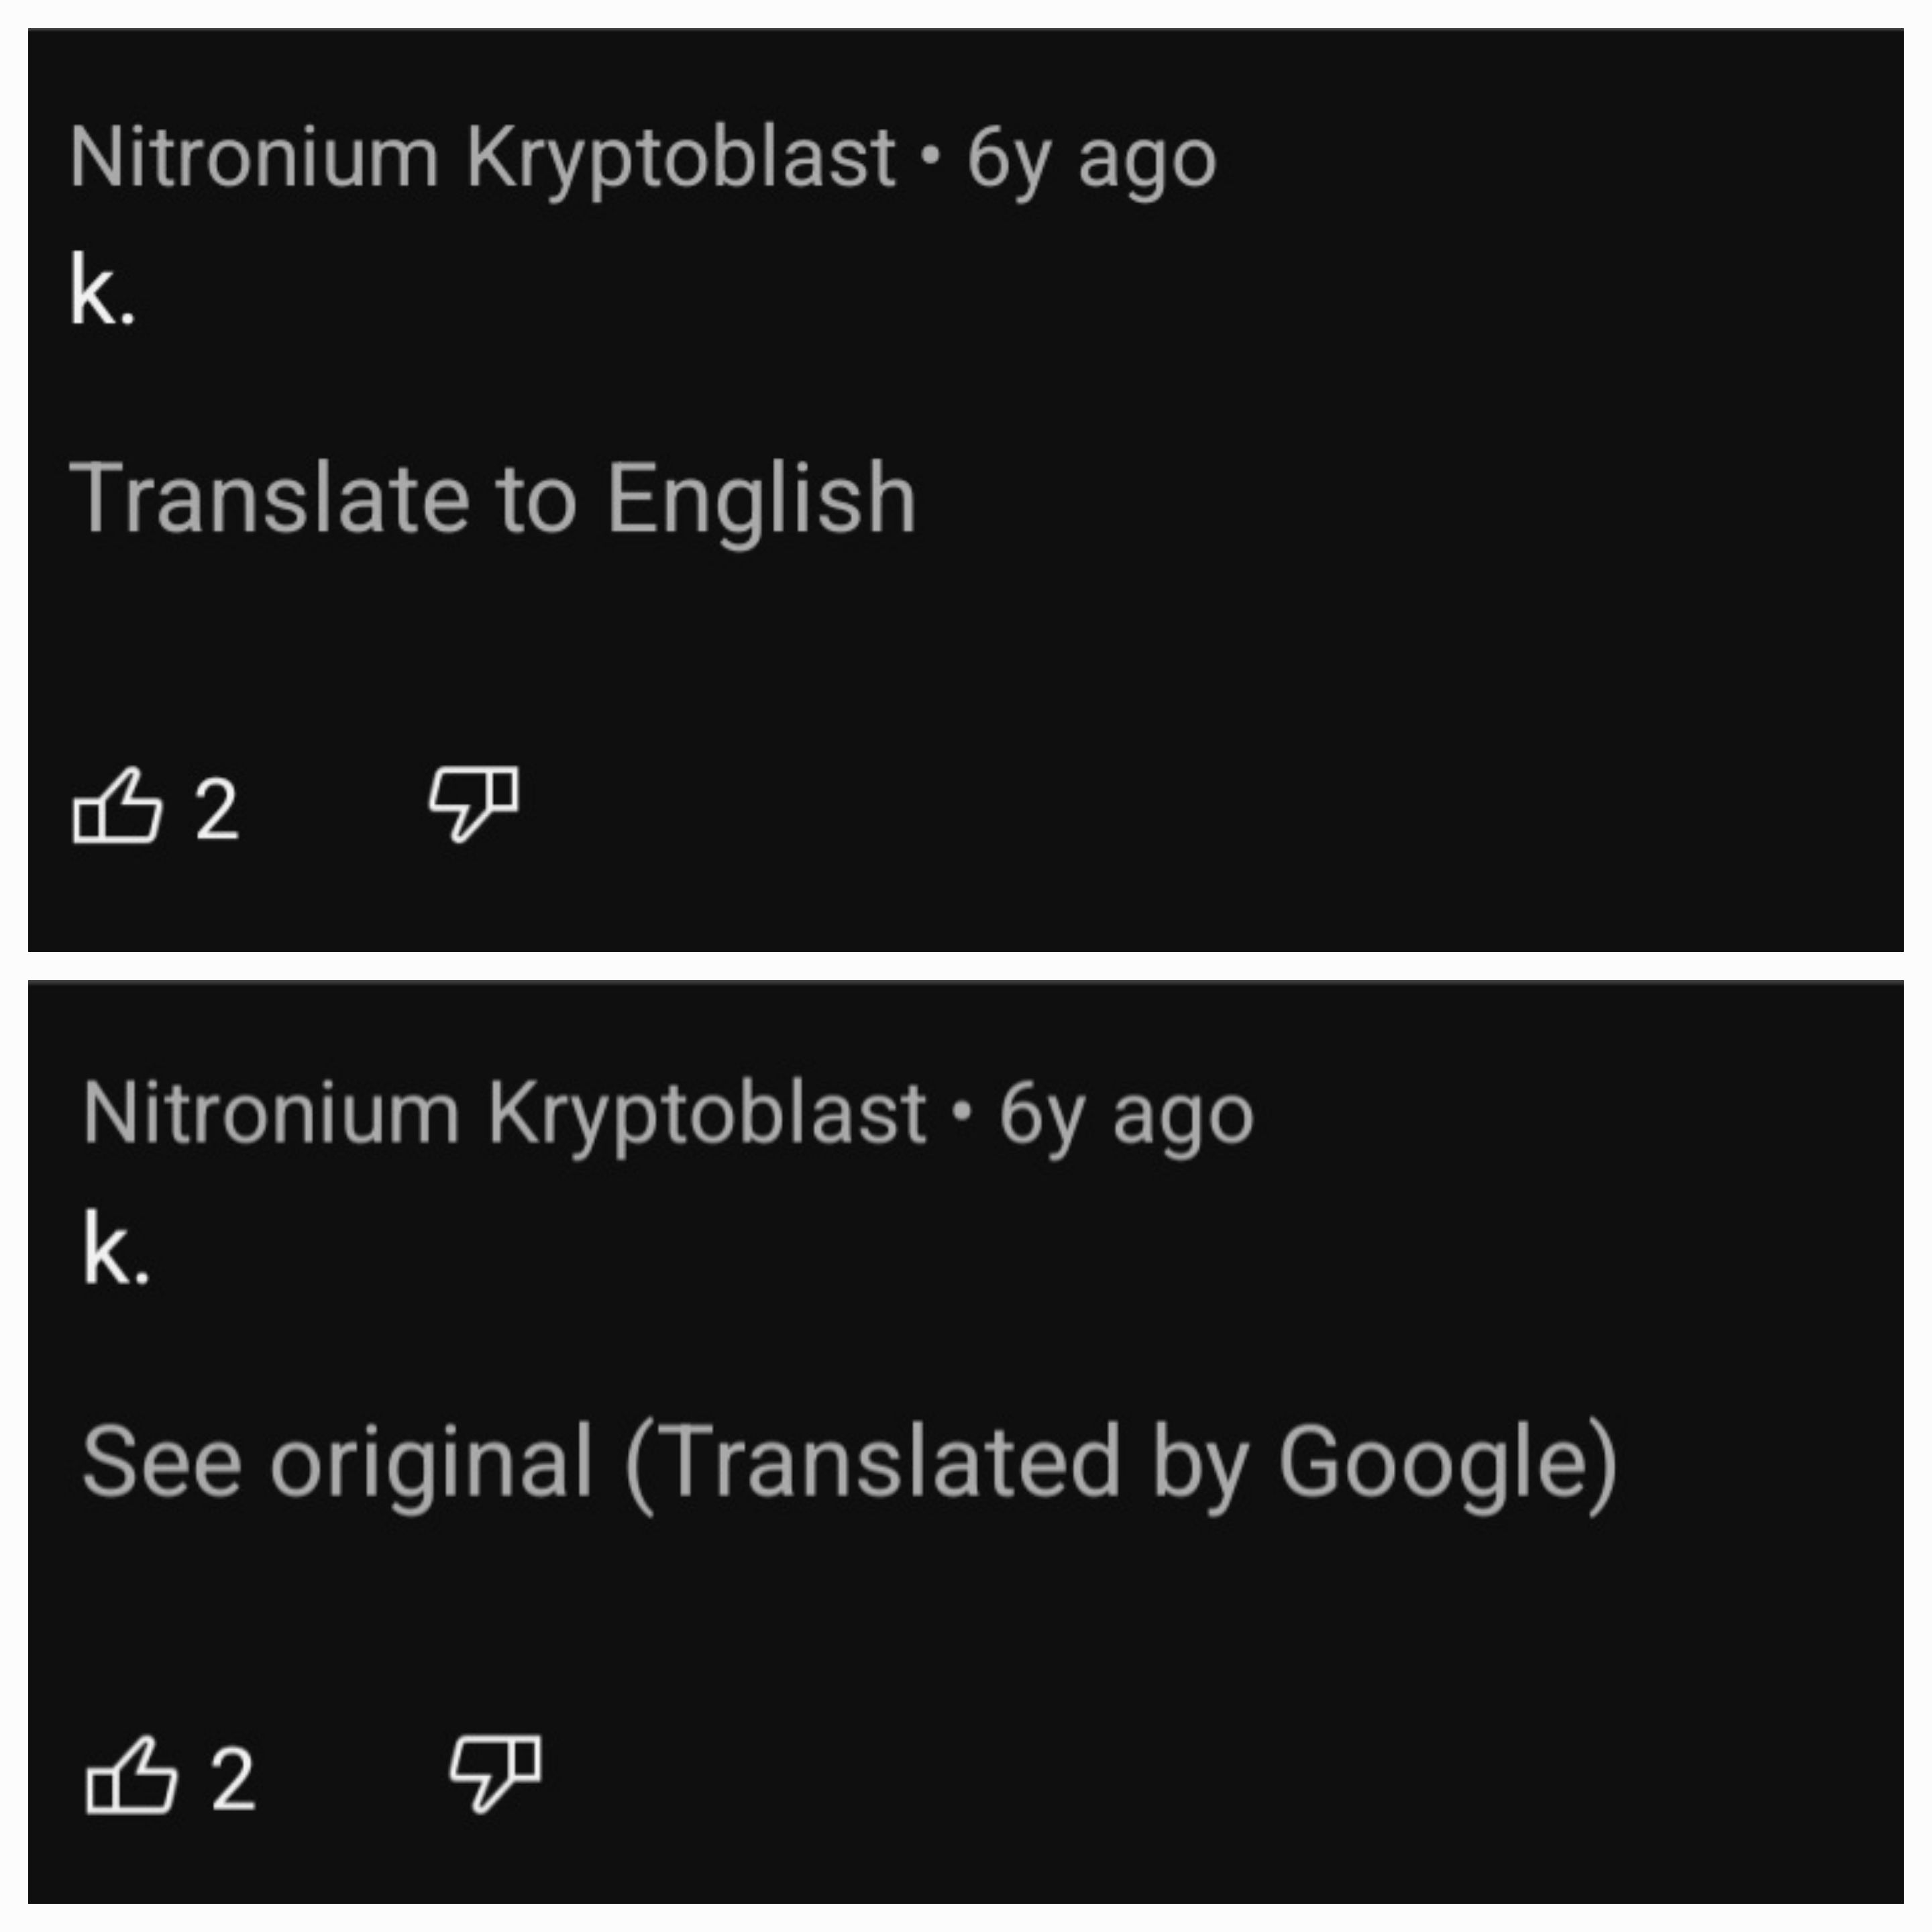 Nitronium Kryptoblast • 6y ago
k.
Translate to English
2
Nitronium Kryptoblast • 6y ago
k.
See original (Translated by Google)
2